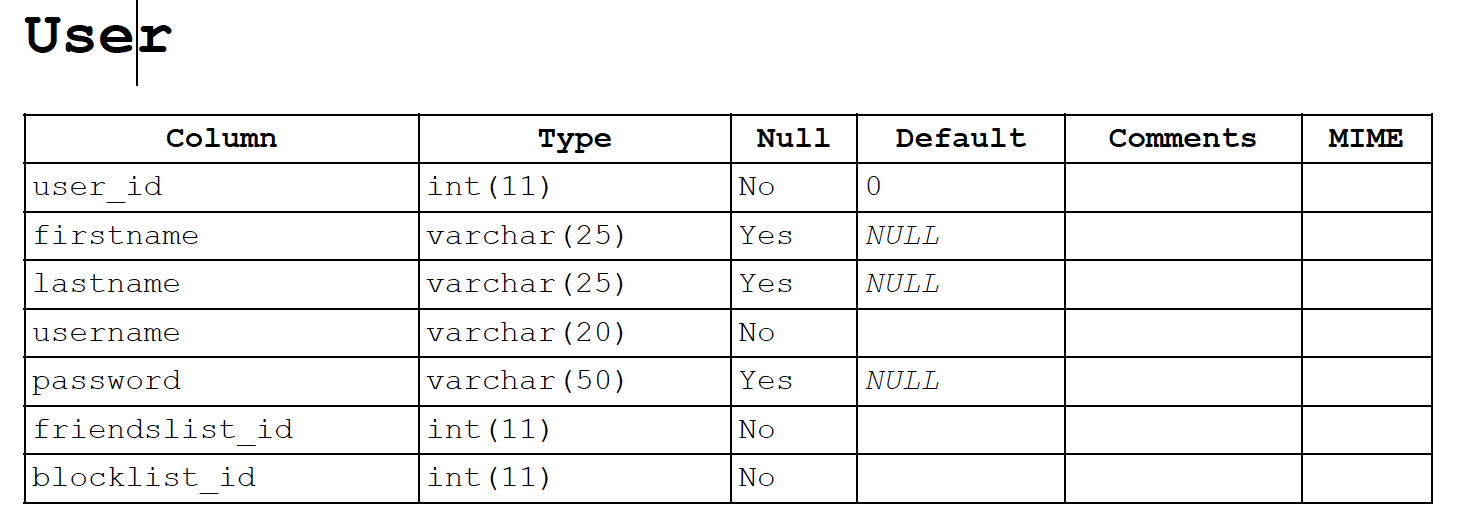 User
Column Type Null Default Comments MIME
user_id int(11) No 0
firstname varchar(25) Yes NULL
lastname varchar(25) Yes NULL
username varchar(20) No
password varchar(50) Yes NULL
friendslist_id int(11) No
blocklist_id int(11) No